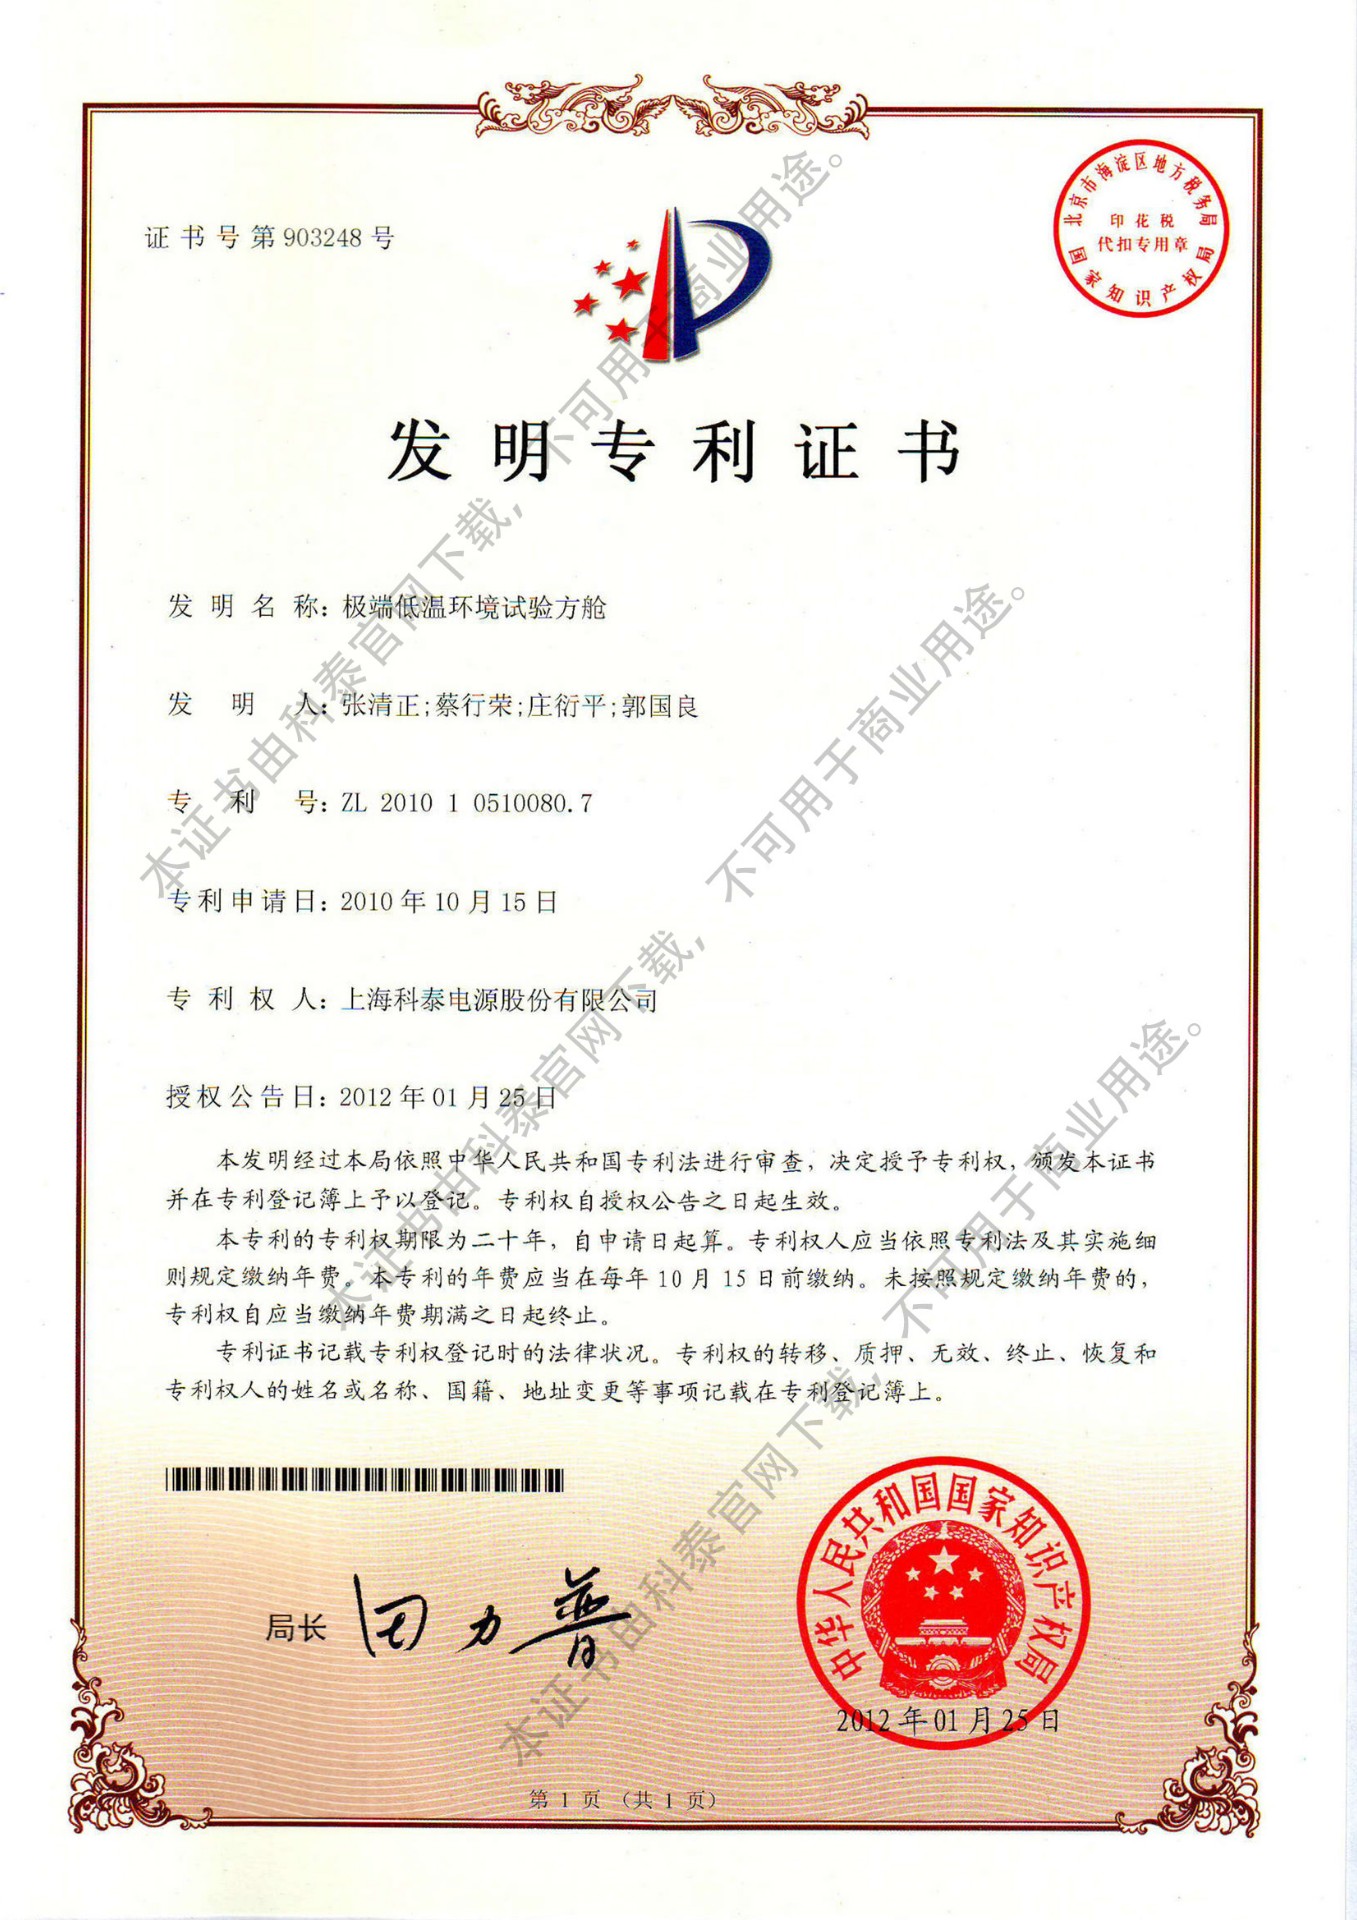 证书号第903248号
北京市海淀区地方税务局
印花税
代扣专用章
国家知识产权局
发明专利证书
发明名称：极端低温环境试验方舱
发明人：张清正;蔡行荣;庄衍平;郭国良
专利号：ZL 2010 1 0510080.7
专利申请日：2010年10月15日
专利权人：上海科泰电源股份有限公司
授权公告日：2012年01月25日
本发明经过本局依照中华人民共和国专利法进行审查，决定授予专利权，颁发本证书
并在专利登记簿上予以登记。专利权自授权公告之日起生效。
本专利的专利权期限为二十年，自申请日起算。专利权人应当依照专利法及其实施细
则规定缴纳年费。本专利的年费应当在每年10月15日前缴纳。未按照规定缴纳年费的，
专利权自应当缴纳年费期满之日起终止。
专利证书记载专利权登记时的法律状况。专利权的转移、质押、无效、终止、恢复和
专利权人的姓名或名称、国籍、地址变更等事项记载在专利登记簿上。
局长 田力普
中华人民共和国国家知识产权局
2012年01月25日
第1页（共1页）
本证书由科泰官网下载，不可用于商业用途。
本证书由科泰官网下载，不可用于商业用途。
本证书由科泰官网下载，不可用于商业用途。